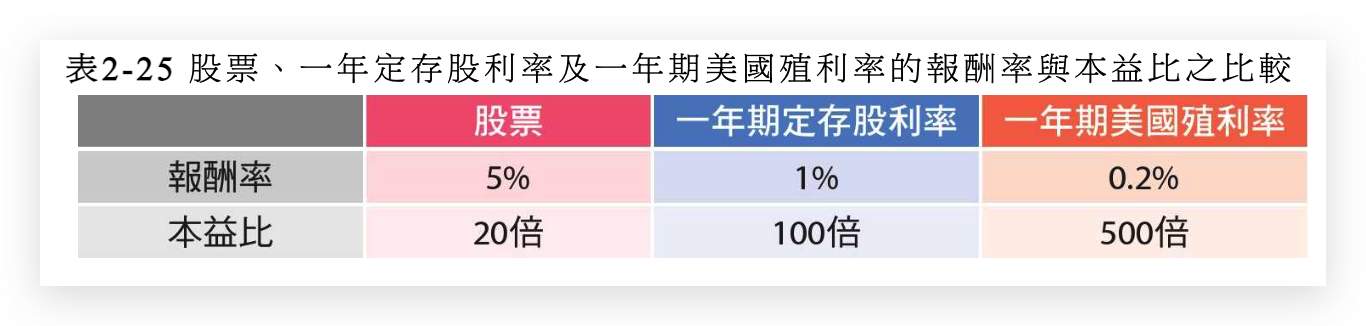 表2-25 股票、一年定存股利率及一年期美國殖利率的報酬率與本益比之比較
股票 一年期定存股利率 一年期美國殖利率
報酬率 5% 1% 0.2%
本益比 20倍 100倍 500倍